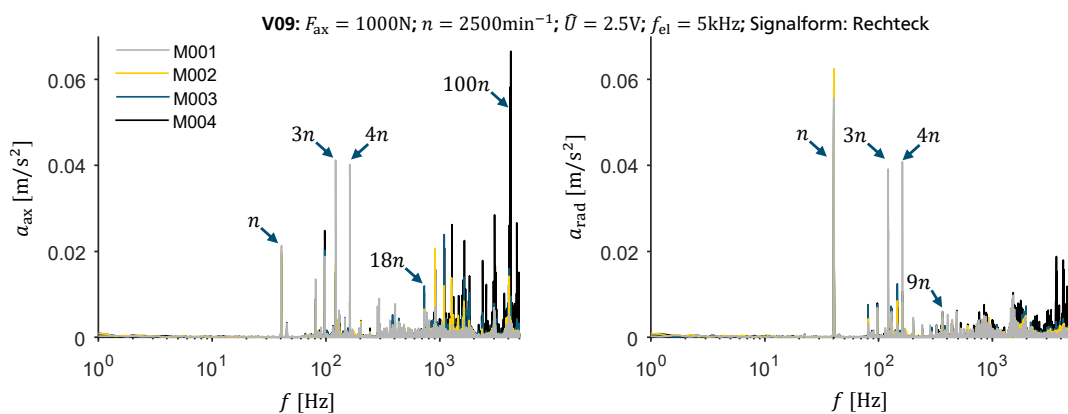 V09: F_ax = 1000N; n = 2500min⁻¹; Û = 2.5V; f_el = 5kHz; Signalform: Rechteck
M001
M002
M003
M004
n
3n
4n
18n
100n
0.06
0.04
0.02
0
a_ax [m/s²]
10⁰
10¹
10²
10³
f [Hz]
n
3n
4n
9n
0.06
0.04
0.02
0
a_rad [m/s²]
10⁰
10¹
10²
10³
f [Hz]